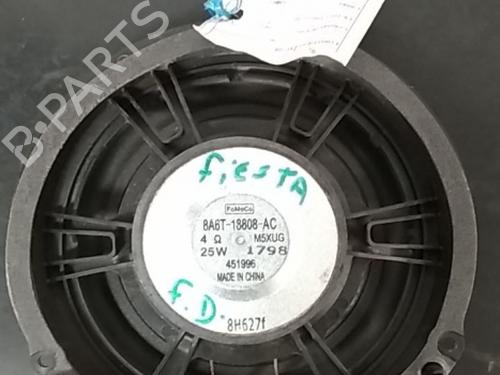 B-PARTS
fiESTA
FoMoCo
8A6T-18808-AC
4 Ω M5XUG
25W 1798
451996
MADE IN CHINA
F.D.
8H627f